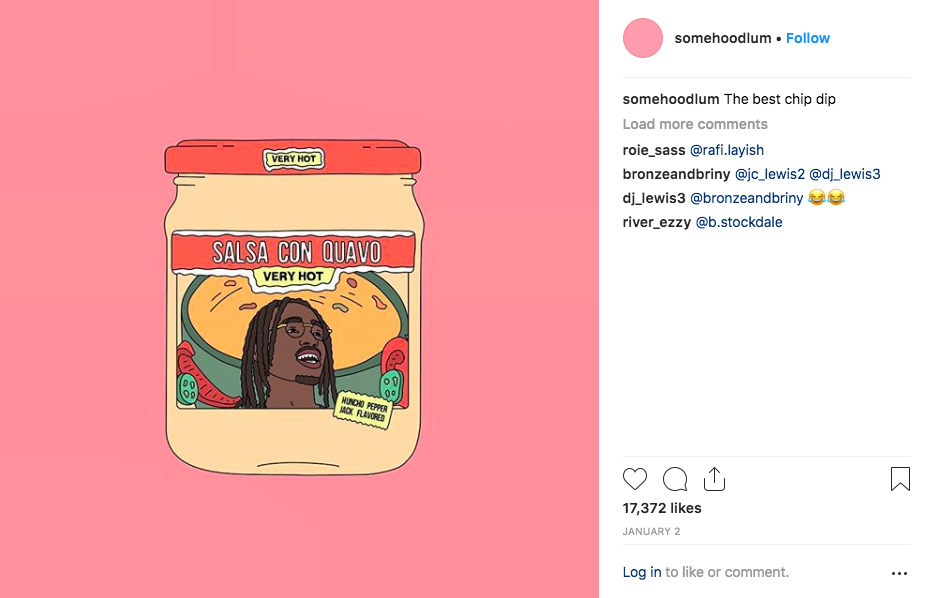 somehoodlum • Follow
somehoodlum The best chip dip
Load more comments
roie_sass @rafi.layish
bronzeandbriny @jc_lewis2 @dj_lewis3
dj_lewis3 @bronzeandbriny 😂😂
river_ezzy @b.stockdale
VERY HOT
SALSA CON QUAVO
VERY HOT
HUNCHO PEPPER
JACK FLAVORED
17,372 likes
JANUARY 2
Log in to like or comment.